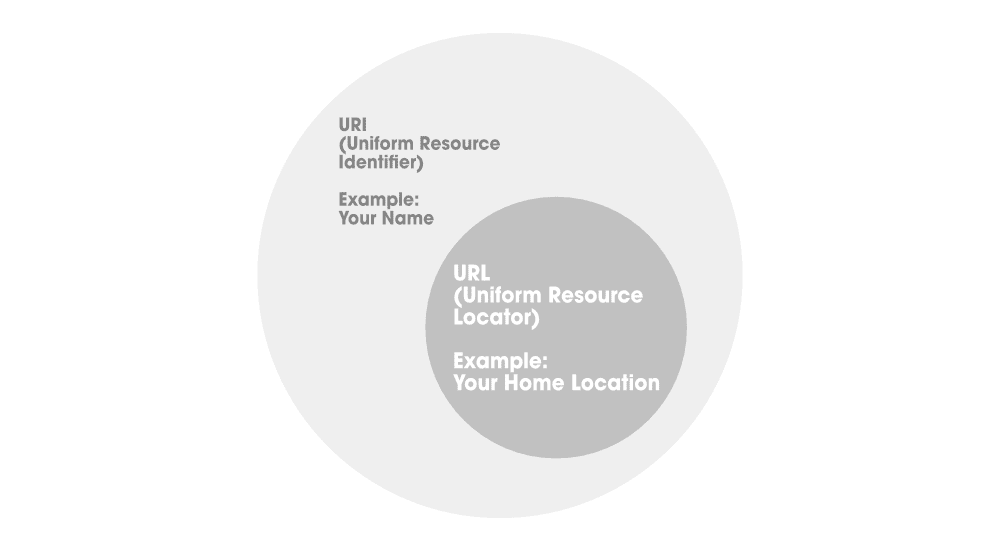 URI
(Uniform Resource
Identifier)
Example:
Your Name
URL
(Uniform Resource
Locator)
Example:
Your Home Location